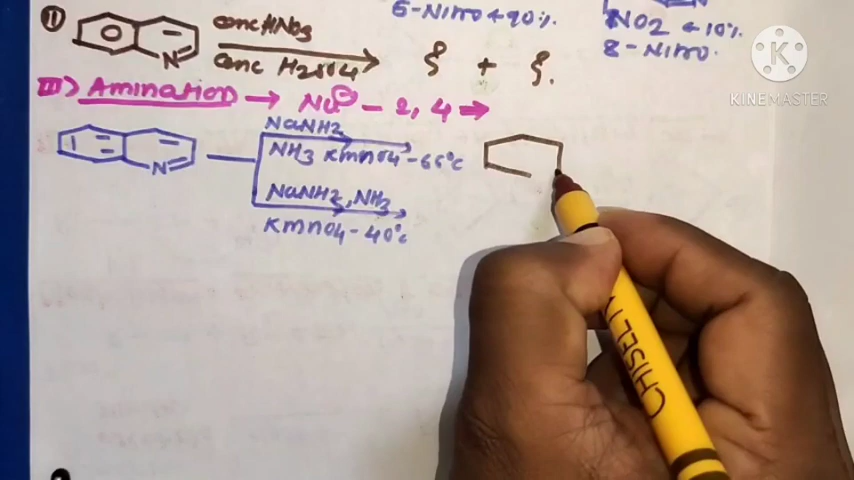 5-Nitro + 90%.
NO2 + 10%
8-Nitro.
II
conc HNO3
conc H2SO4
+
N
III) Amination → Nu⊖ - 2, 4 ⇒
NaNH2
NH3 KMnO4 -65°C
N
NaNH2, NH3
KMnO4 - 40°C
KINEMASTER
CHISEL